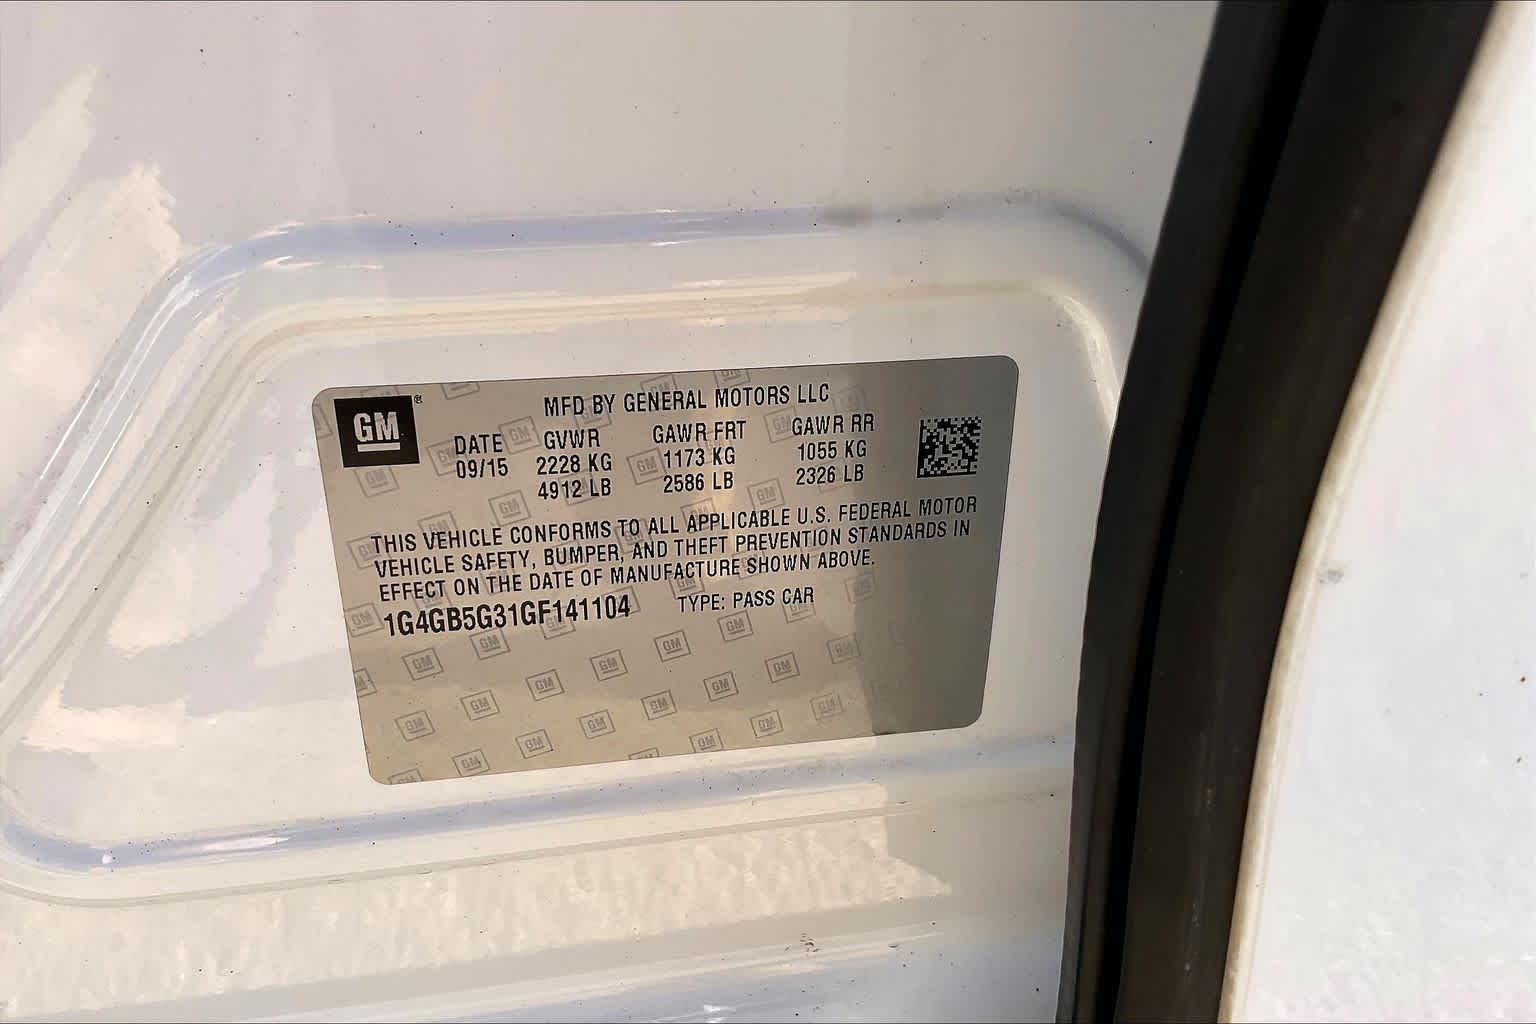 GM®
MFD BY GENERAL MOTORS LLC
DATE GVWR GAWR FRT GAWR RR
09/15 2228 KG 1173 KG 1055 KG
4912 LB 2586 LB 2326 LB
THIS VEHICLE CONFORMS TO ALL APPLICABLE U.S. FEDERAL MOTOR
VEHICLE SAFETY, BUMPER, AND THEFT PREVENTION STANDARDS IN
EFFECT ON THE DATE OF MANUFACTURE SHOWN ABOVE.
1G4GB5G31GF141104 TYPE: PASS CAR